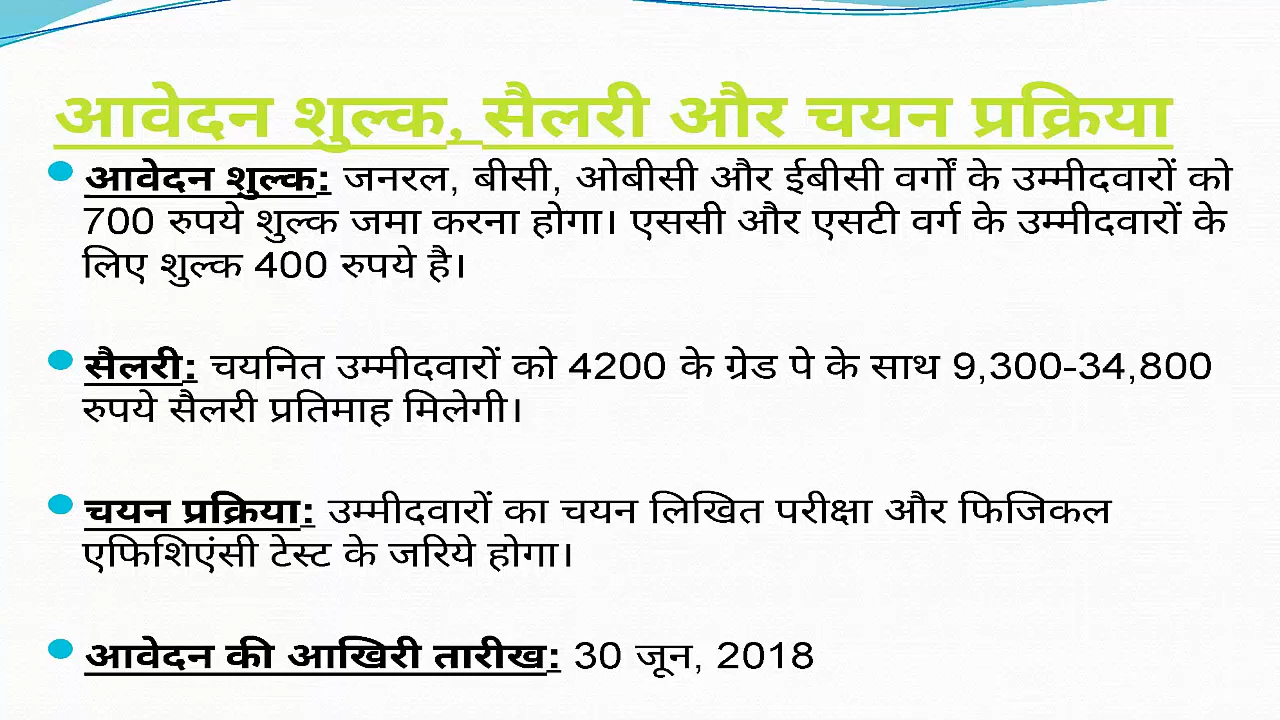 आवेदन शुल्क, सैलरी और चयन प्रक्रिया
आवेदन शुल्क: जनरल, बीसी, ओबीसी और ईबीसी वर्गों के उम्मीदवारों को
700 रुपये शुल्क जमा करना होगा। एससी और एसटी वर्ग के उम्मीदवारों के
लिए शुल्क 400 रुपये है।
सैलरी: चयनित उम्मीदवारों को 4200 के ग्रेड पे के साथ 9,300-34,800
रुपये सैलरी प्रतिमाह मिलेगी।
चयन प्रक्रिया: उम्मीदवारों का चयन लिखित परीक्षा और फिजिकल
एफिशिएंसी टेस्ट के जरिये होगा।
आवेदन की आखिरी तारीख: 30 जून, 2018